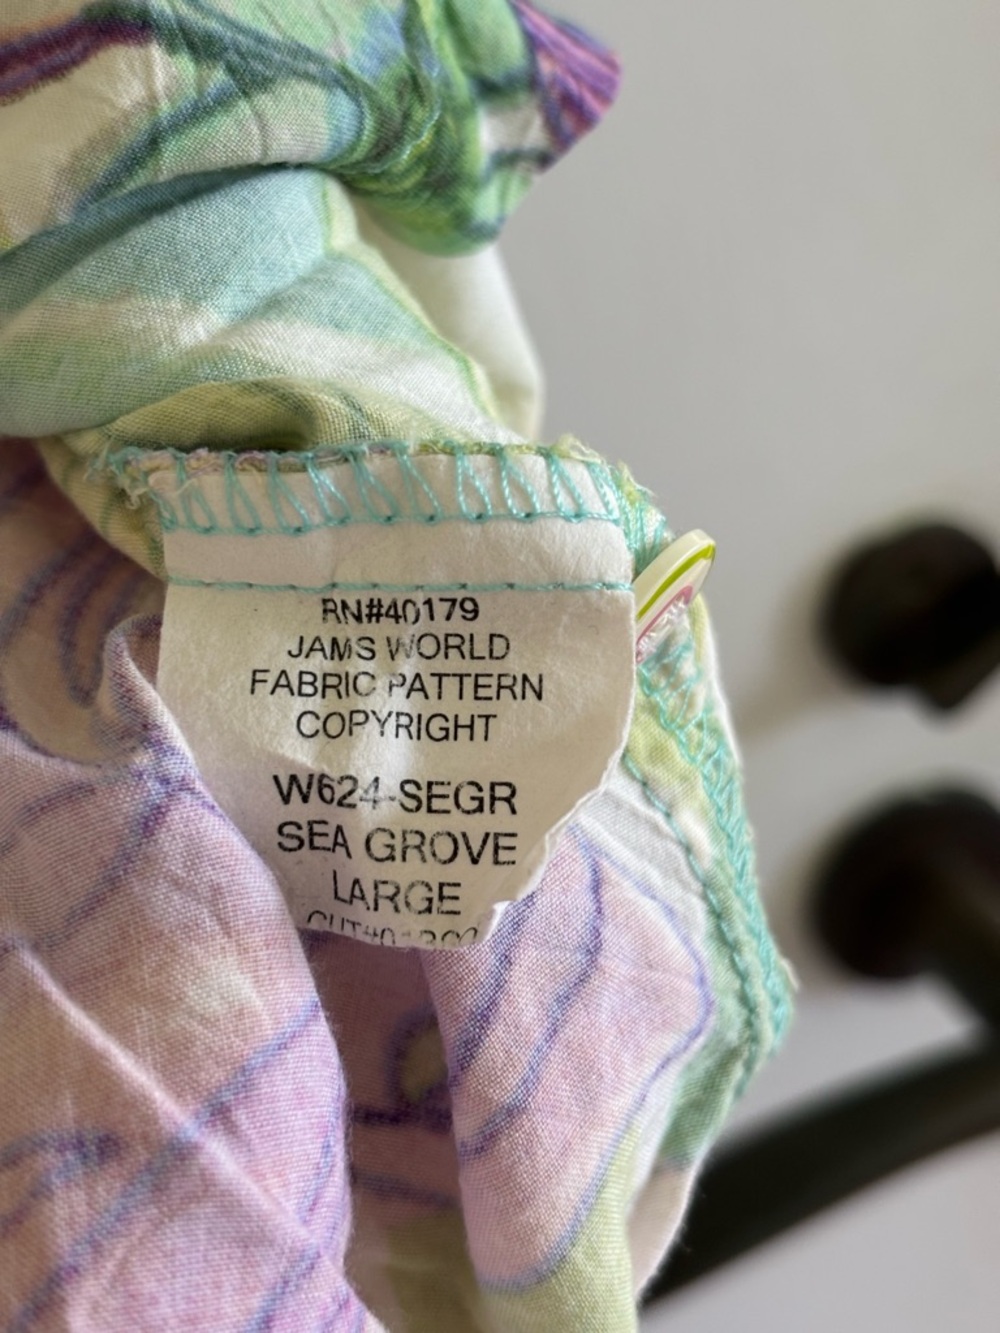 RN#40179
JAMS WORLD
FABRIC PATTERN
COPYRIGHT
W624-SEGR
SEA GROVE
LARGE